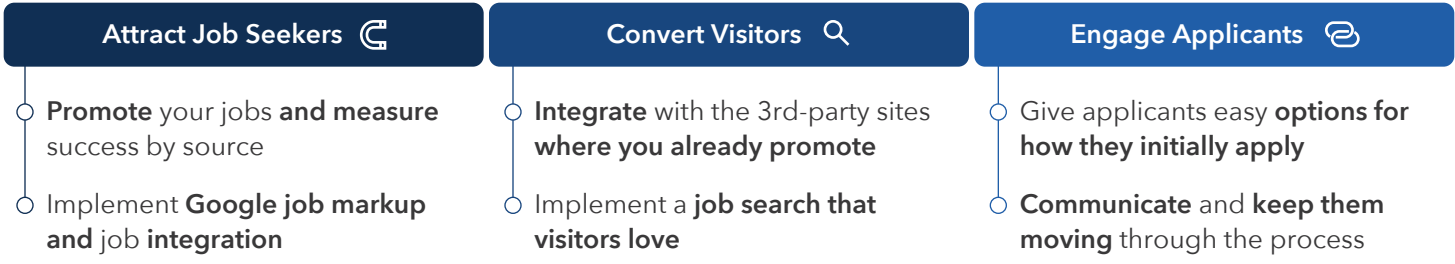 Attract Job Seekers
Promote your jobs and measure
success by source
Implement Google job markup
and job integration
Convert Visitors
Integrate with the 3rd-party sites
where you already promote
Implement a job search that
visitors love
Engage Applicants
Give applicants easy options for
how they initially apply
Communicate and keep them
moving through the process